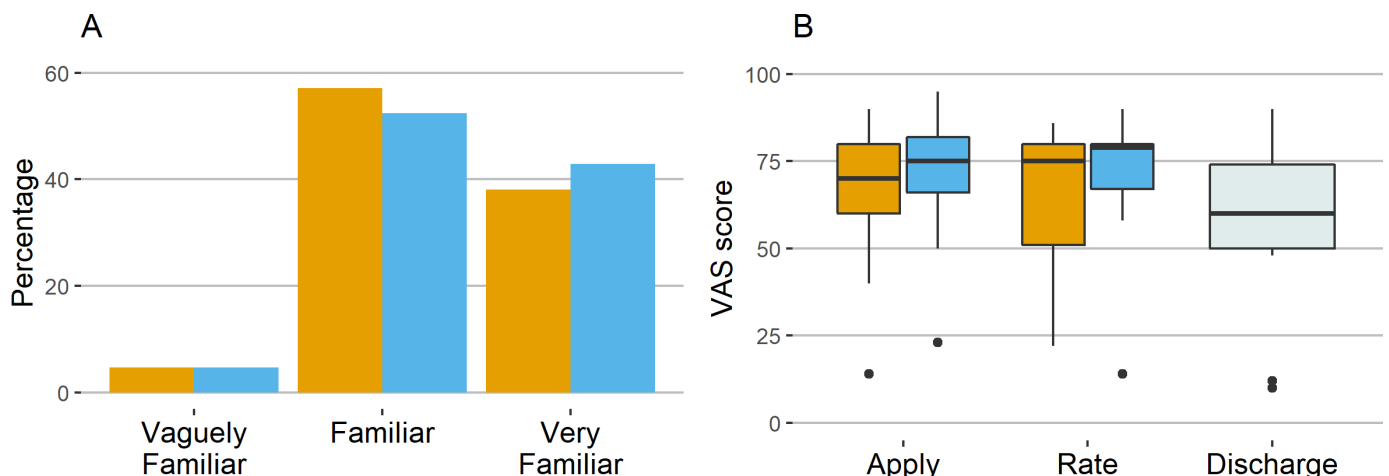 A
Percentage
60
40
20
0
Vaguely
Familiar
Familiar
Very
Familiar
B
VAS score
100
75
50
25
0
Apply
Rate
Discharge